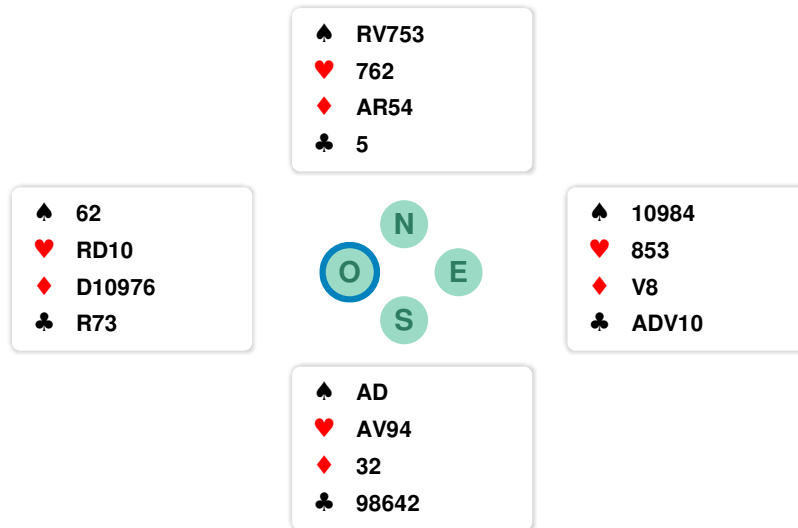 ♠ RV753
♥ 762
♦ AR54
♣ 5
♠ 62
♥ RD10
♦ D10976
♣ R73
N
O E
S
♠ 10984
♥ 853
♦ V8
♣ ADV10
♠ AD
♥ AV94
♦ 32
♣ 98642